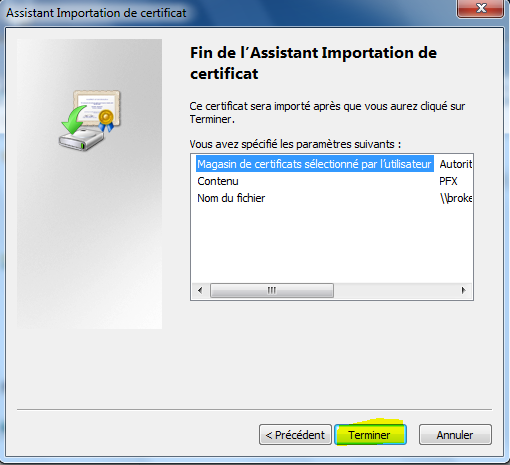 Assistant Importation de certificat
Fin de l'Assistant Importation de
certificat
Ce certificat sera importé après que vous aurez cliqué sur
Terminer.
Vous avez spécifié les paramètres suivants :
Magasin de certificats sélectionné par l'utilisateur Autorit
Contenu PFX
Nom du fichier \\broke
< Précédent Terminer Annuler